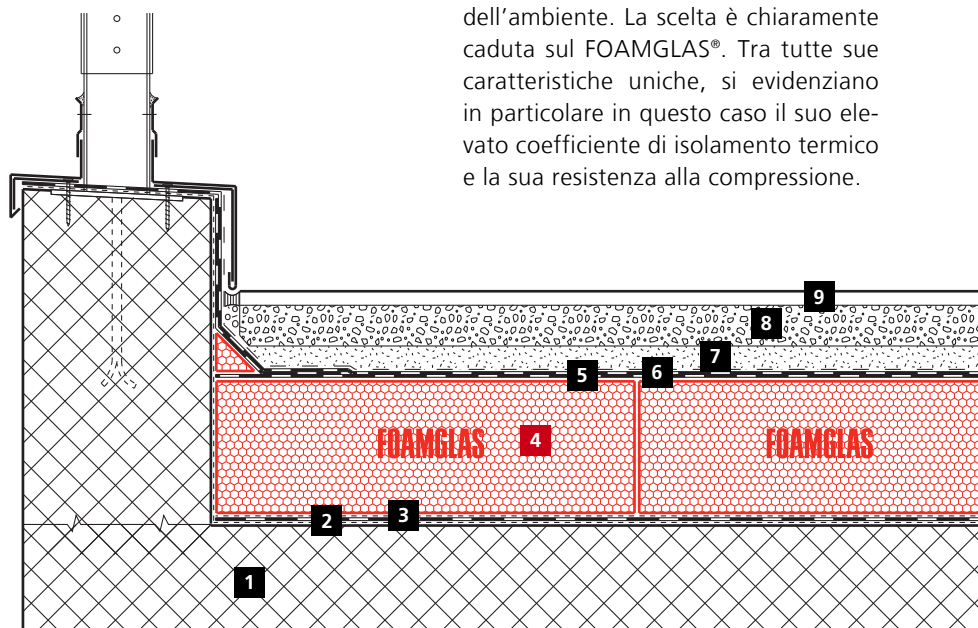 dell’ambiente. La scelta è chiaramente
caduta sul FOAMGLAS®. Tra tutte sue
caratteristiche uniche, si evidenziano
in particolare in questo caso il suo ele-
vato coefficiente di isolamento termico
e la sua resistenza alla compressione.
9
8
7
6
5
FOAMGLAS 4 FOAMGLAS
3
2
1